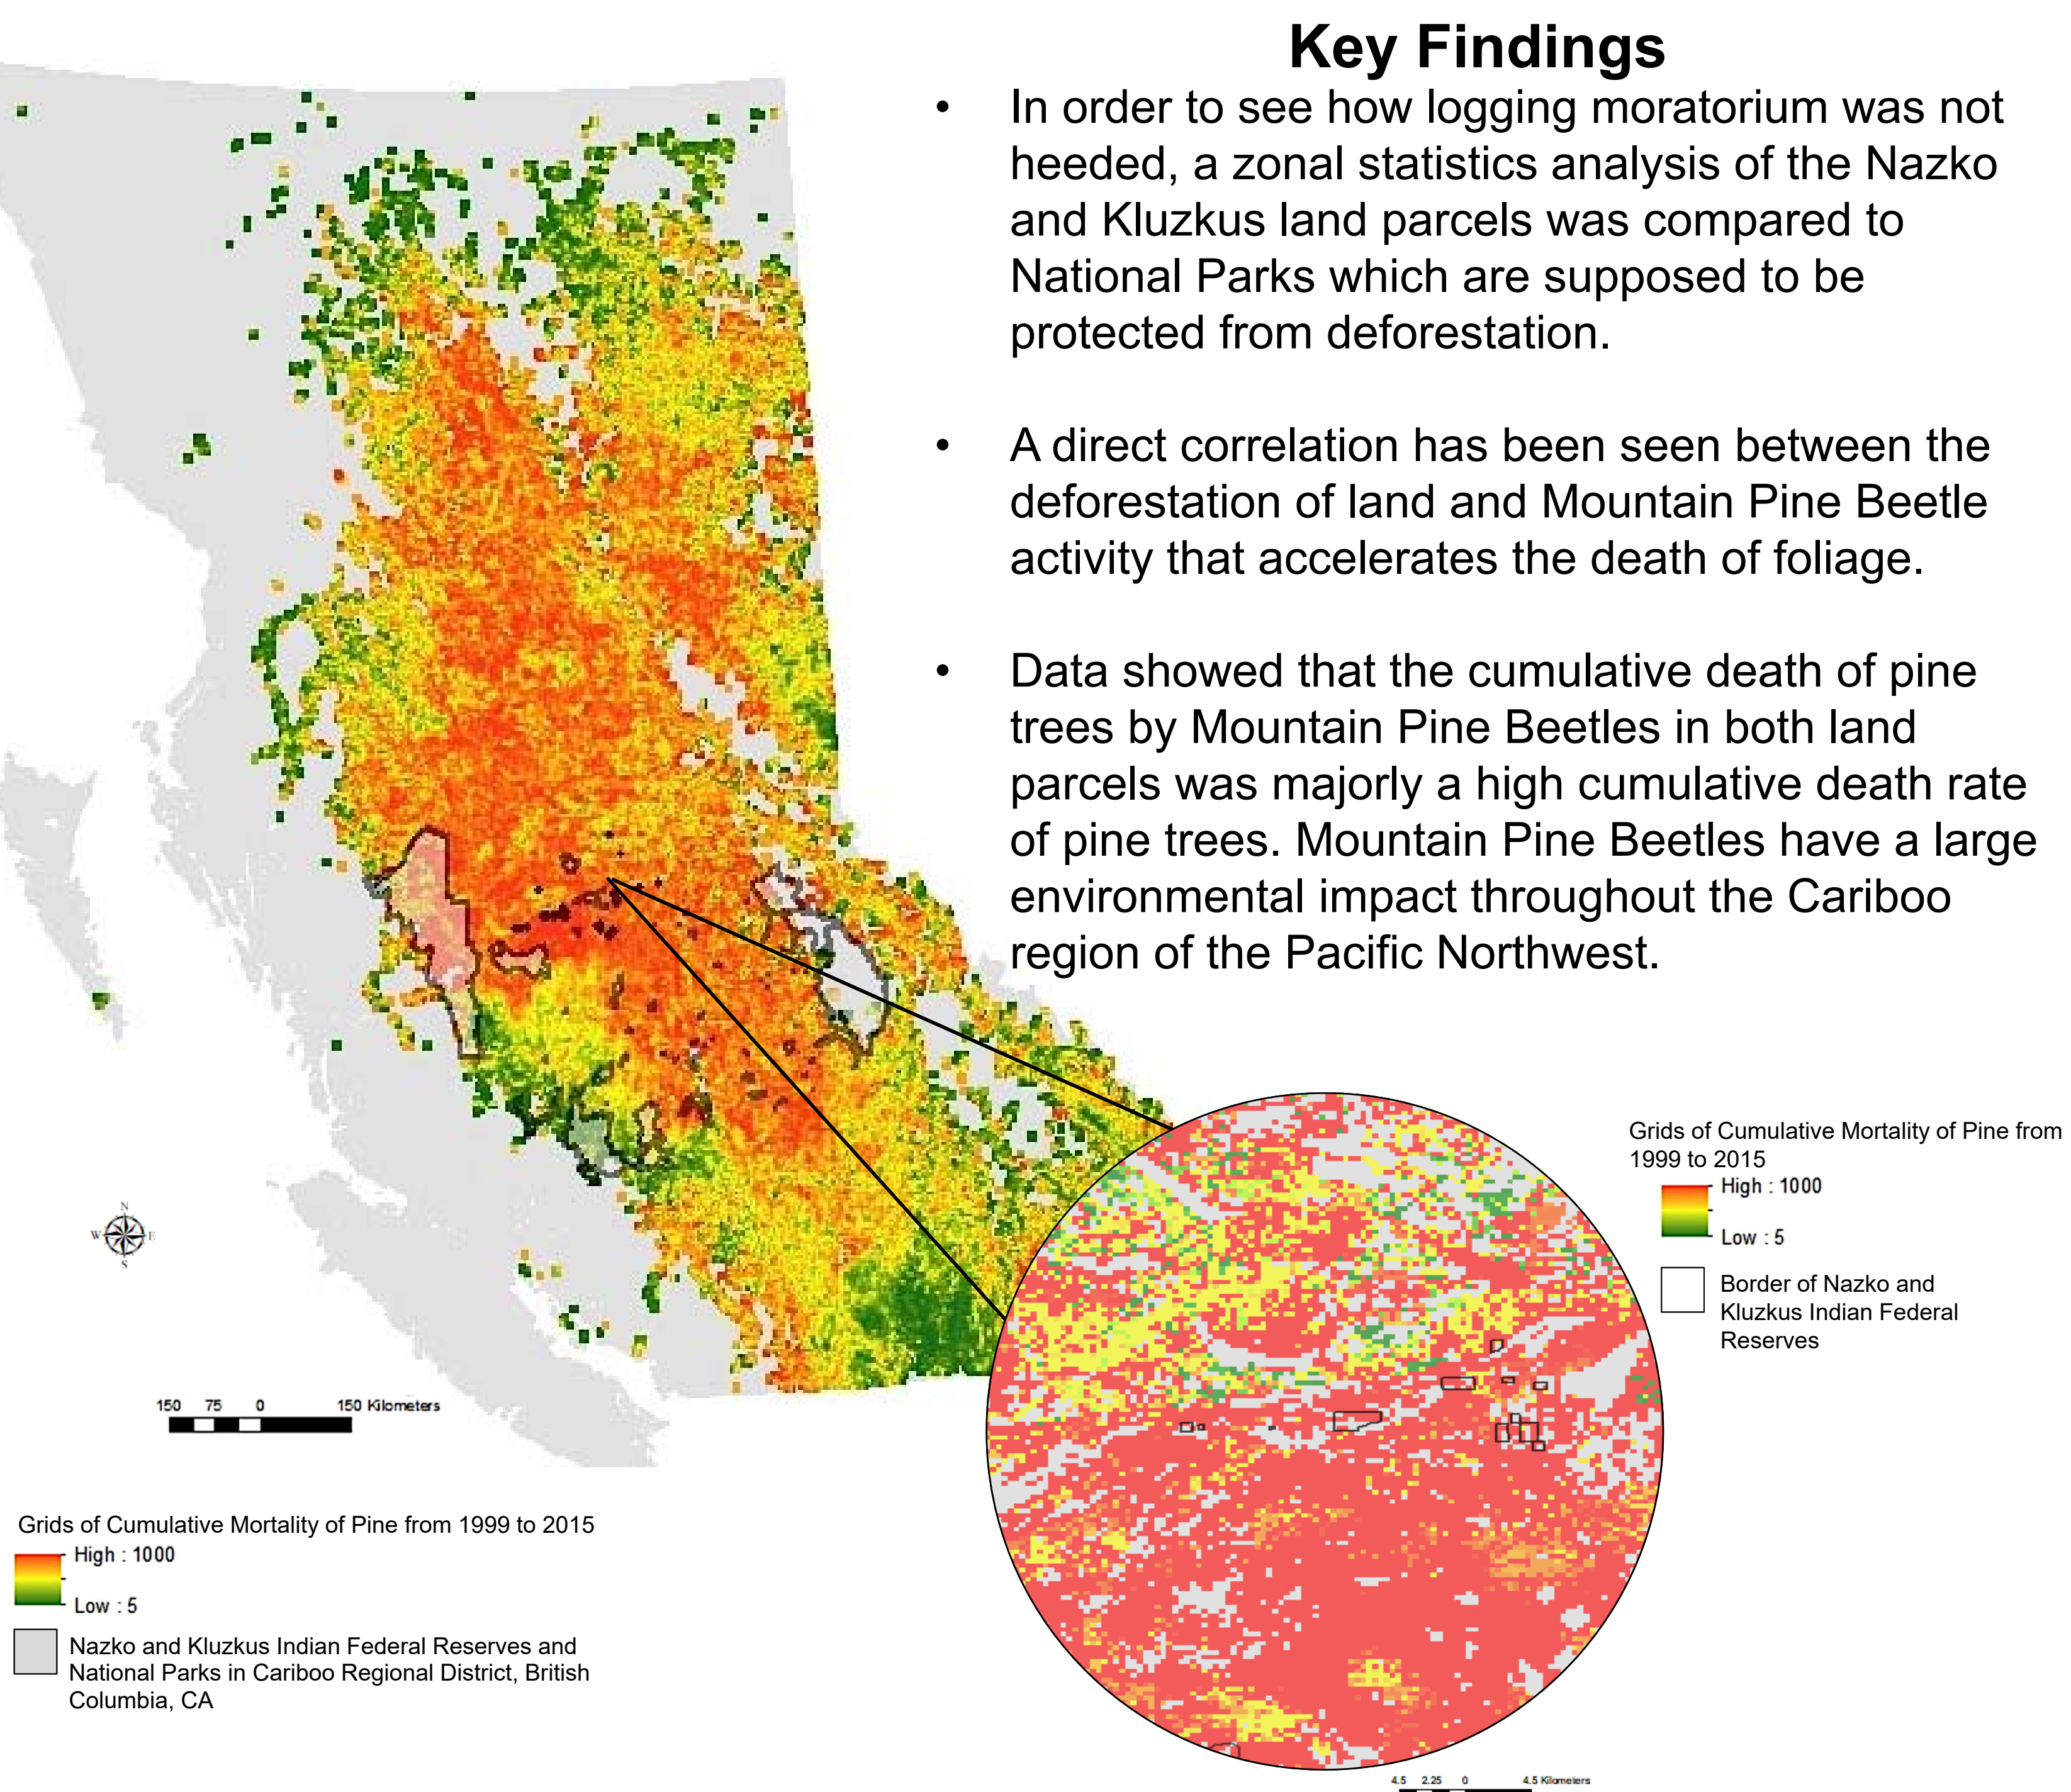 Key Findings
• In order to see how logging moratorium was not
heeded, a zonal statistics analysis of the Nazko
and Kluzkus land parcels was compared to
National Parks which are supposed to be
protected from deforestation.
• A direct correlation has been seen between the
deforestation of land and Mountain Pine Beetle
activity that accelerates the death of foliage.
• Data showed that the cumulative death of pine
trees by Mountain Pine Beetles in both land
parcels was majorly a high cumulative death rate
of pine trees. Mountain Pine Beetles have a large
environmental impact throughout the Cariboo
region of the Pacific Northwest.
Grids of Cumulative Mortality of Pine from
1999 to 2015
High : 1000
Low : 5
Border of Nazko and
Kluzkus Indian Federal
Reserves
N
W E
S
150 75 0 150 Kilometers
Grids of Cumulative Mortality of Pine from 1999 to 2015
High : 1000
Low : 5
Nazko and Kluzkus Indian Federal Reserves and
National Parks in Cariboo Regional District, British
Columbia, CA
4.5 2.25 0 4.5 Kilometers